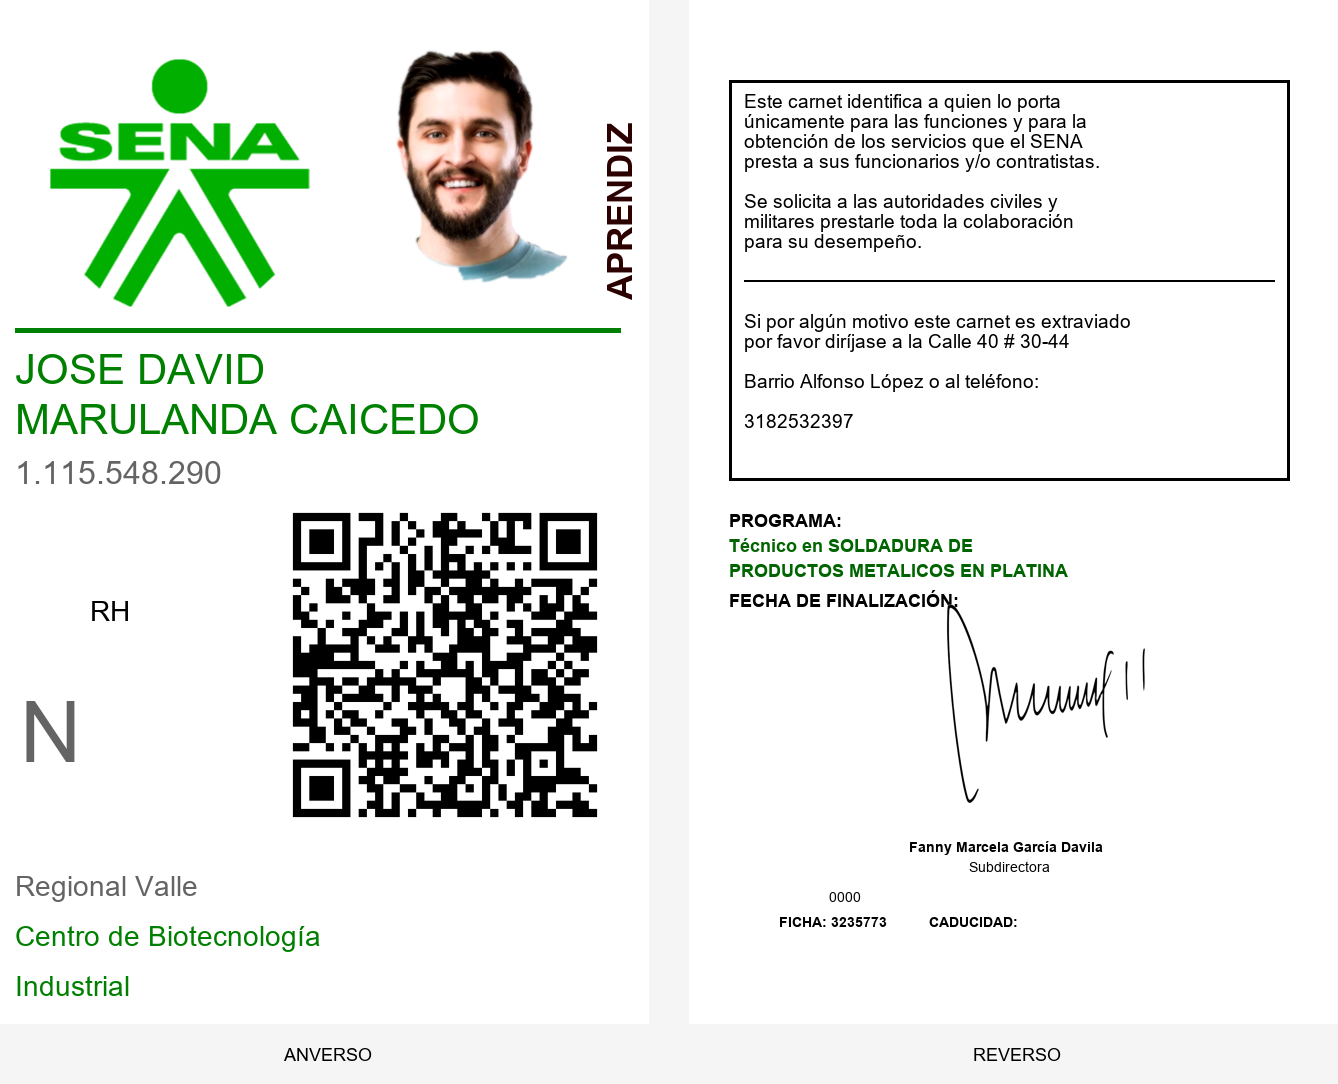 SENA
APRENDIZ
JOSE DAVID
MARULANDA CAICEDO
1.115.548.290
RH
N
Regional Valle
Centro de Biotecnología
Industrial
ANVERSO
Este carnet identifica a quien lo porta
únicamente para las funciones y para la
obtención de los servicios que el SENA
presta a sus funcionarios y/o contratistas.
Se solicita a las autoridades civiles y
militares prestarle toda la colaboración
para su desempeño.
Si por algún motivo este carnet es extraviado
por favor diríjase a la Calle 40 # 30-44
Barrio Alfonso López o al teléfono:
3182532397
PROGRAMA:
Técnico en SOLDADURA DE
PRODUCTOS METALICOS EN PLATINA
FECHA DE FINALIZACIÓN:
Fanny Marcela García Davila
Subdirectora
0000
FICHA: 3235773 CADUCIDAD:
REVERSO